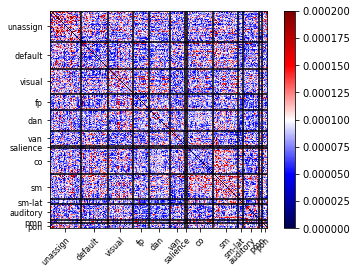 unassign
default
visual
fp
dan
van
salience
co
sm
sm-lat
auditory
pmn
pon
unassign
default
visual
fp
dan
van
salience
co
sm
sm-lat
auditory
pmn
pon
0.000200
0.000175
0.000150
0.000125
0.000100
0.000075
0.000050
0.000025
0.000000